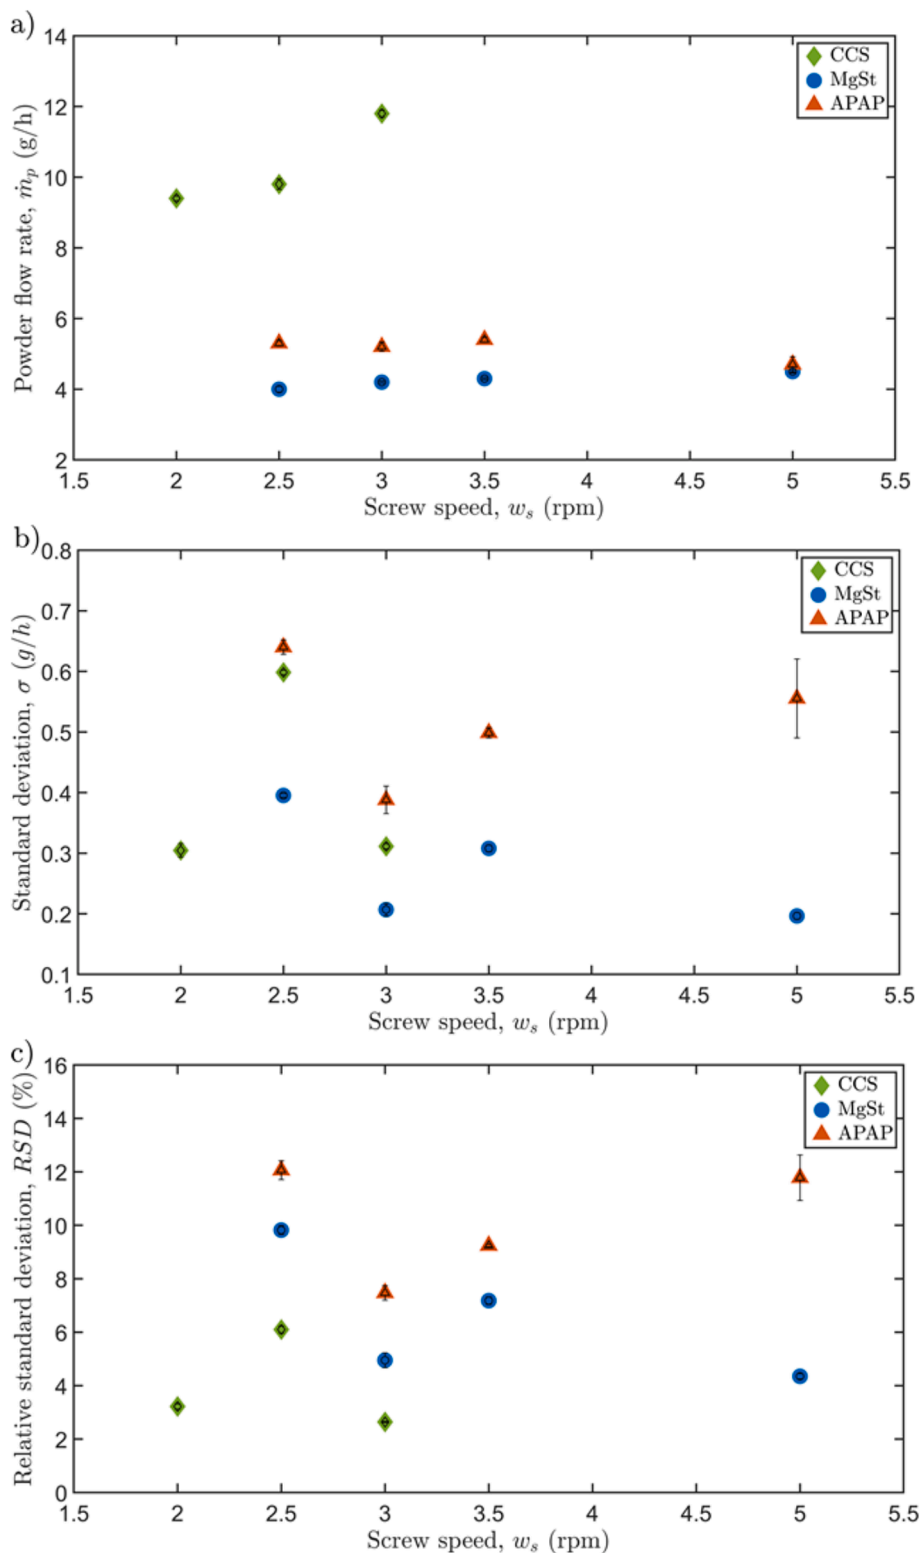 a)
14
12
10
8
6
4
2
Powder flow rate, ṁ_p (g/h)
CCS
MgSt
APAP
1.5 2 2.5 3 3.5 4 4.5 5 5.5
Screw speed, w_s (rpm)
b)
0.8
0.7
0.6
0.5
0.4
0.3
0.2
0.1
Standard deviation, σ (g/h)
CCS
MgSt
APAP
1.5 2 2.5 3 3.5 4 4.5 5 5.5
Screw speed, w_s (rpm)
c)
16
14
12
10
8
6
4
2
0
Relative standard deviation, RSD (%)
CCS
MgSt
APAP
1.5 2 2.5 3 3.5 4 4.5 5 5.5
Screw speed, w_s (rpm)